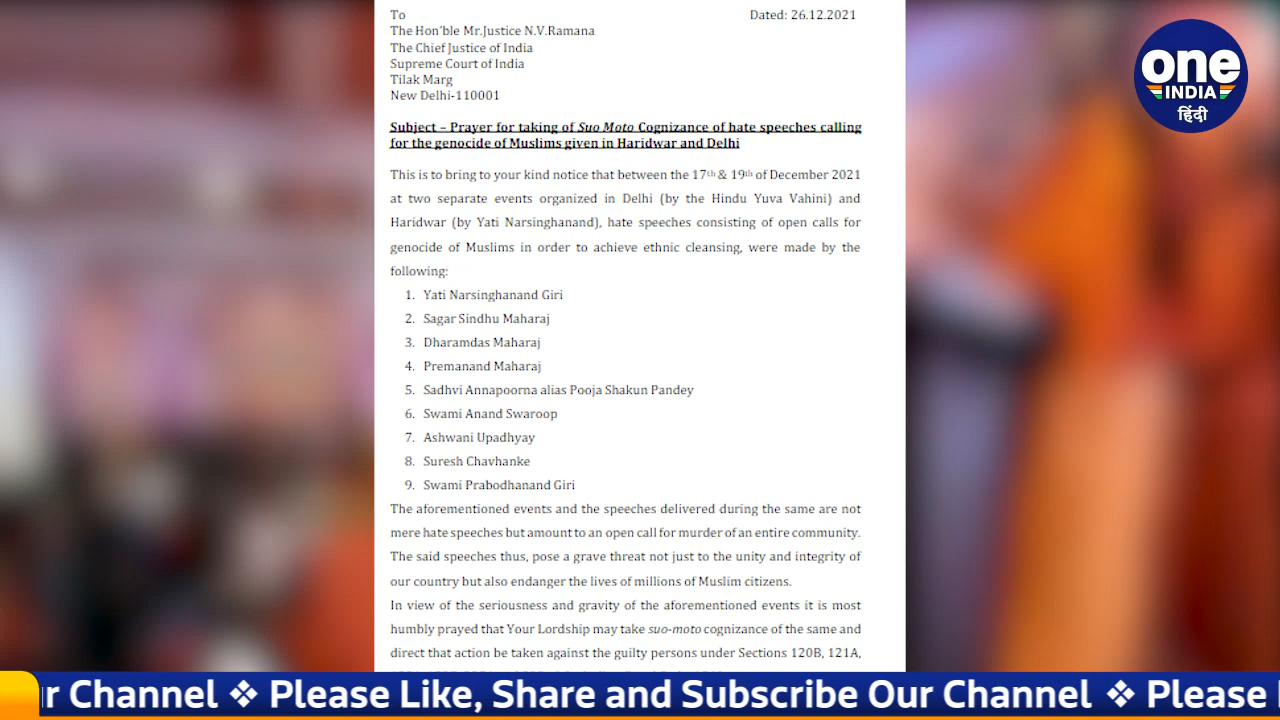 To Dated: 26.12.2021
The Hon'ble Mr.Justice N.V.Ramana
The Chief Justice of India
Supreme Court of India
Tilak Marg
New Delhi-110001
Subject – Prayer for taking of Suo Moto Cognizance of hate speeches calling
for the genocide of Muslims given in Haridwar and Delhi
This is to bring to your kind notice that between the 17th & 19th of December 2021
at two separate events organized in Delhi (by the Hindu Yuva Vahini) and
Haridwar (by Yati Narsinghanand), hate speeches consisting of open calls for
genocide of Muslims in order to achieve ethnic cleansing, were made by the
following:
1. Yati Narsinghanand Giri
2. Sagar Sindhu Maharaj
3. Dharamdas Maharaj
4. Premanand Maharaj
5. Sadhvi Annapoorna alias Pooja Shakun Pandey
6. Swami Anand Swaroop
7. Ashwani Upadhyay
8. Suresh Chavhanke
9. Swami Prabodhanand Giri
The aforementioned events and the speeches delivered during the same are not
mere hate speeches but amount to an open call for murder of an entire community.
The said speeches thus, pose a grave threat not just to the unity and integrity of
our country but also endanger the lives of millions of Muslim citizens.
In view of the seriousness and gravity of the aforementioned events it is most
humbly prayed that Your Lordship may take suo-moto cognizance of the same and
direct that action be taken against the guilty persons under Sections 120B, 121A,
one
INDIA
हिंदी
r Channel ❖ Please Like, Share and Subscribe Our Channel ❖ Please